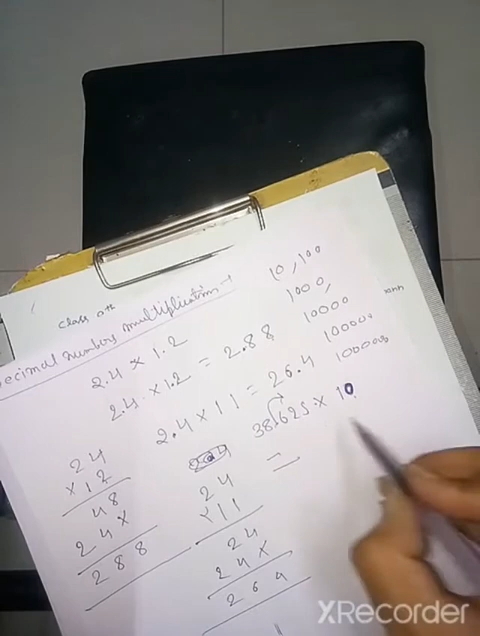 Class 6th
Decimal numbers multiplication →
2.4 × 1.2
2.4 × 1.2 = 2.88
2.4 × 11 = 26.4
10, 100
1000,
10000
100000
1000000
38.625 × 10
=
24
×12
48
24×
288
24
×11
24
24×
264
XRecorder